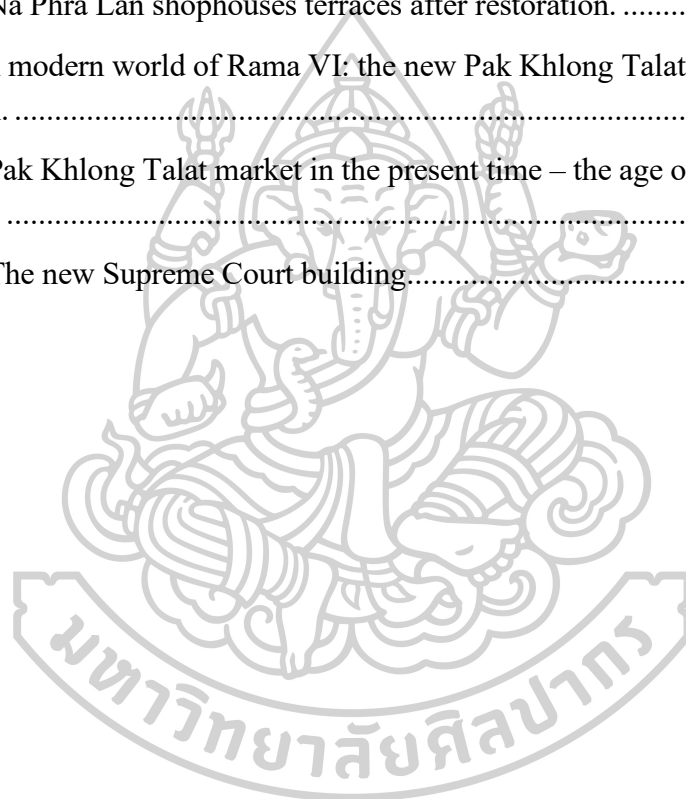 Na Phra Lan shophouses terraces after restoration. ........
modern world of Rama VI: the new Pak Khlong Talat
. ......................................................................................
Pak Khlong Talat market in the present time – the age o
.......................................................................................
The new Supreme Court building....................................
มหาวิทยาลัยศิลปากร